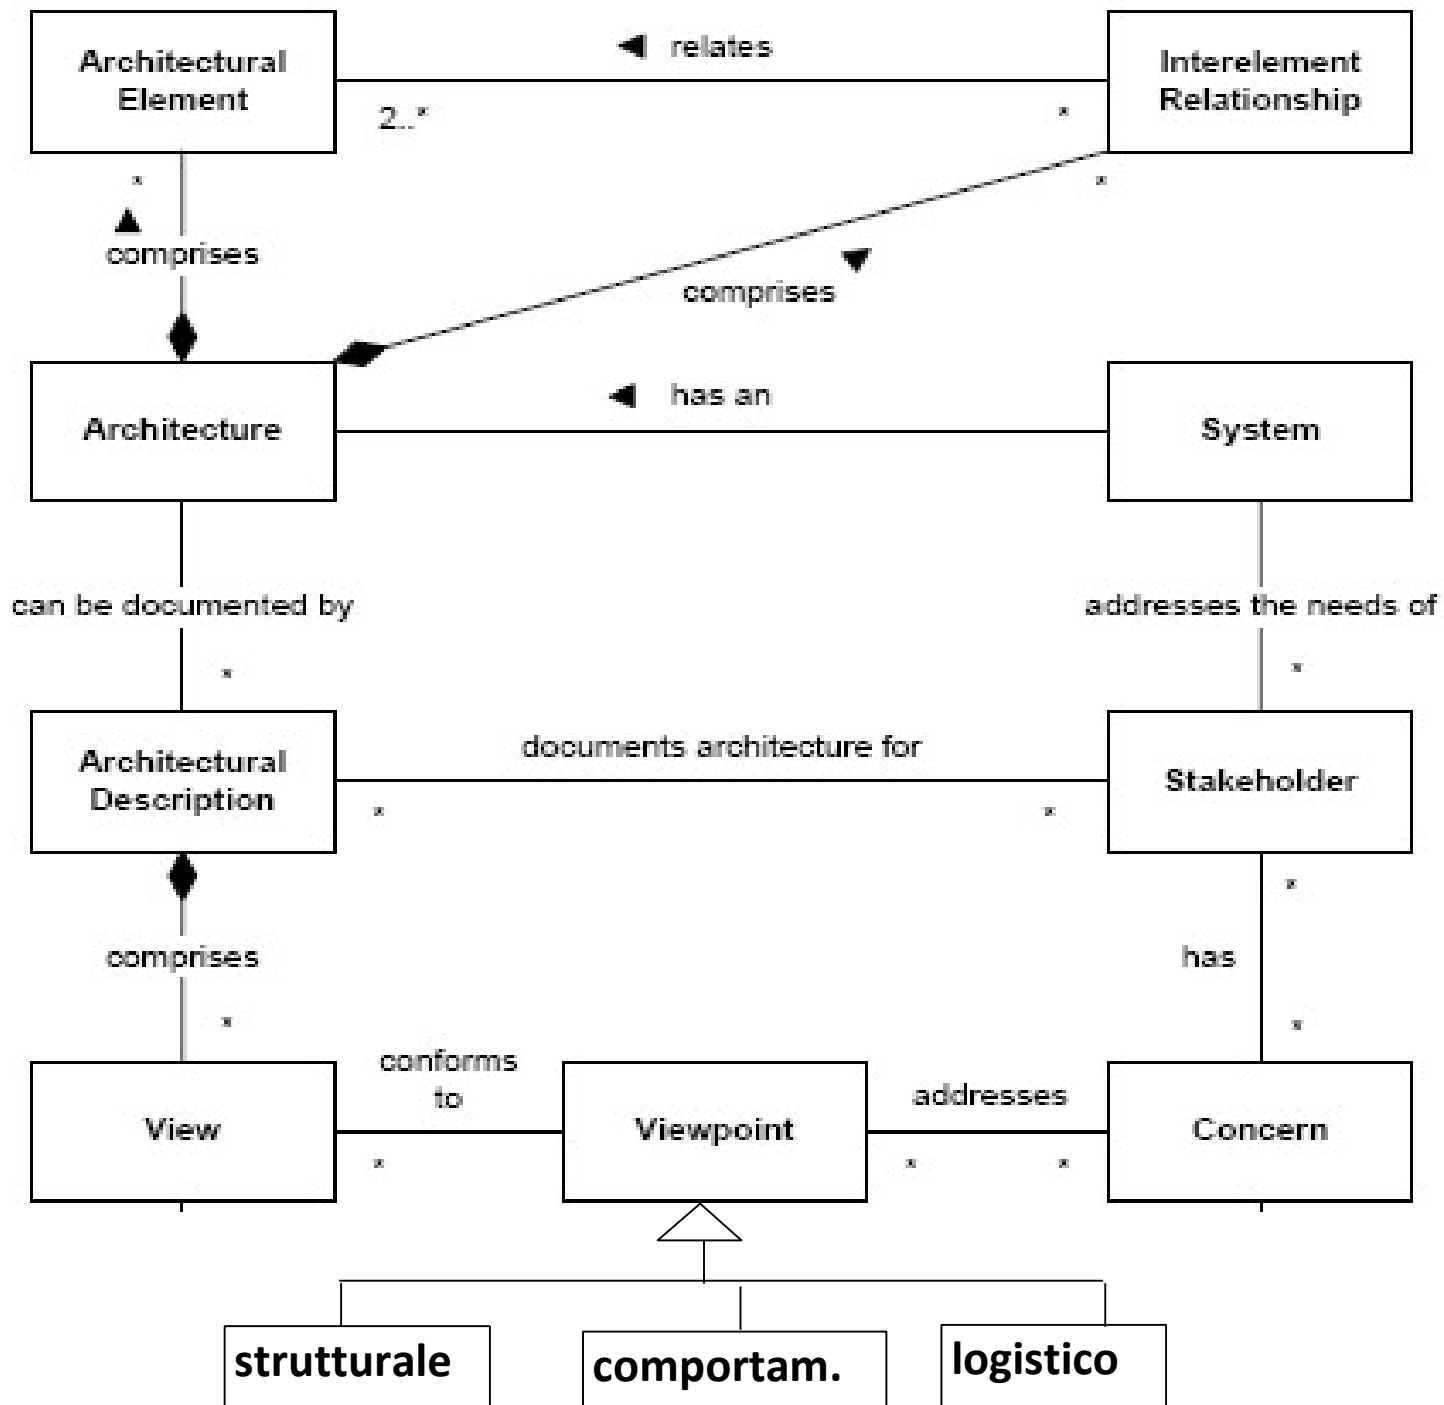 Architectural
Element
◄ relates
Interelement
Relationship
2..*
*
*
*
▲
comprises
comprises
Architecture
◄ has an
System
can be documented by
addresses the needs of
*
*
Architectural
Description
documents architecture for
Stakeholder
*
*
*
comprises
has
*
*
View
conforms
to
Viewpoint
addresses
Concern
*
*
*
strutturale
comportam.
logistico